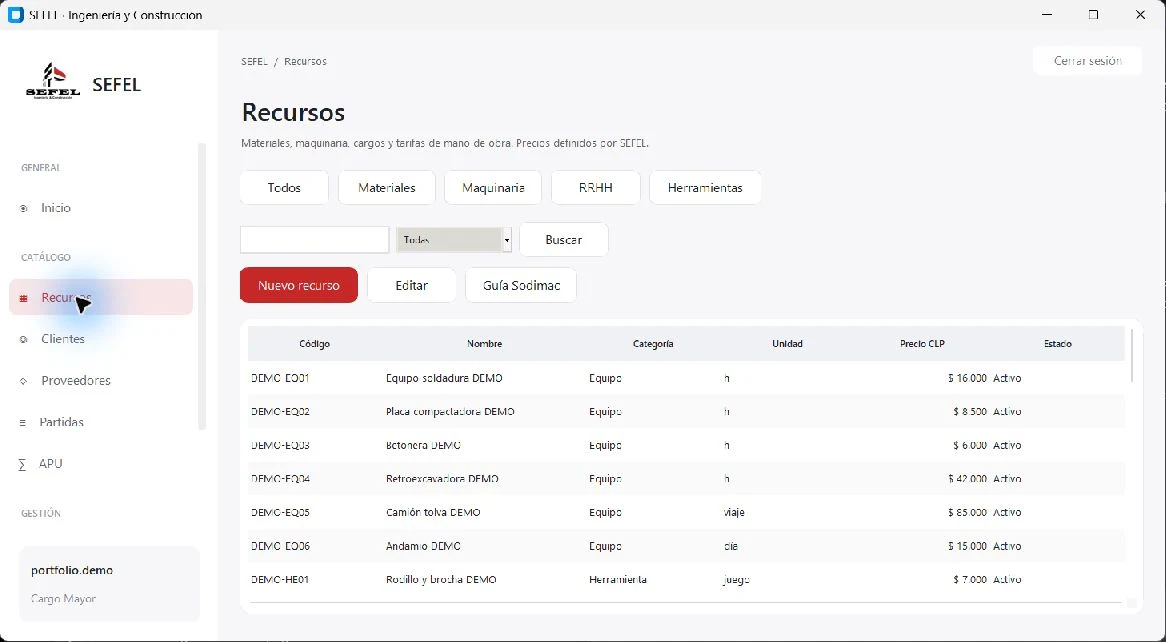 SEFEL · Ingeniería y Construcción
SEFEL
Ingeniería & Construcción
SEFEL
GENERAL
Inicio
CATÁLOGO
Recursos
Clientes
Proveedores
Partidas
APU
GESTIÓN
portfolio.demo
Cargo Mayor
SEFEL / Recursos
Cerrar sesión
Recursos
Materiales, maquinaria, cargos y tarifas de mano de obra. Precios definidos por SEFEL.
Todos Materiales Maquinaria RRHH Herramientas
Todas Buscar
Nuevo recurso Editar Guía Sodimac
Código Nombre Categoría Unidad Precio CLP Estado
DEMO-EQ01 Equipo soldadura DEMO Equipo h $ 16.000 Activo
DEMO-EQ02 Placa compactadora DEMO Equipo h $ 8.500 Activo
DEMO-EQ03 Betonera DEMO Equipo h $ 6.000 Activo
DEMO-EQ04 Retroexcavadora DEMO Equipo h $ 42.000 Activo
DEMO-EQ05 Camión tolva DEMO Equipo viaje $ 85.000 Activo
DEMO-EQ06 Andamio DEMO Equipo día $ 15.000 Activo
DEMO-HE01 Rodillo y brocha DEMO Herramienta juego $ 7.000 Activo